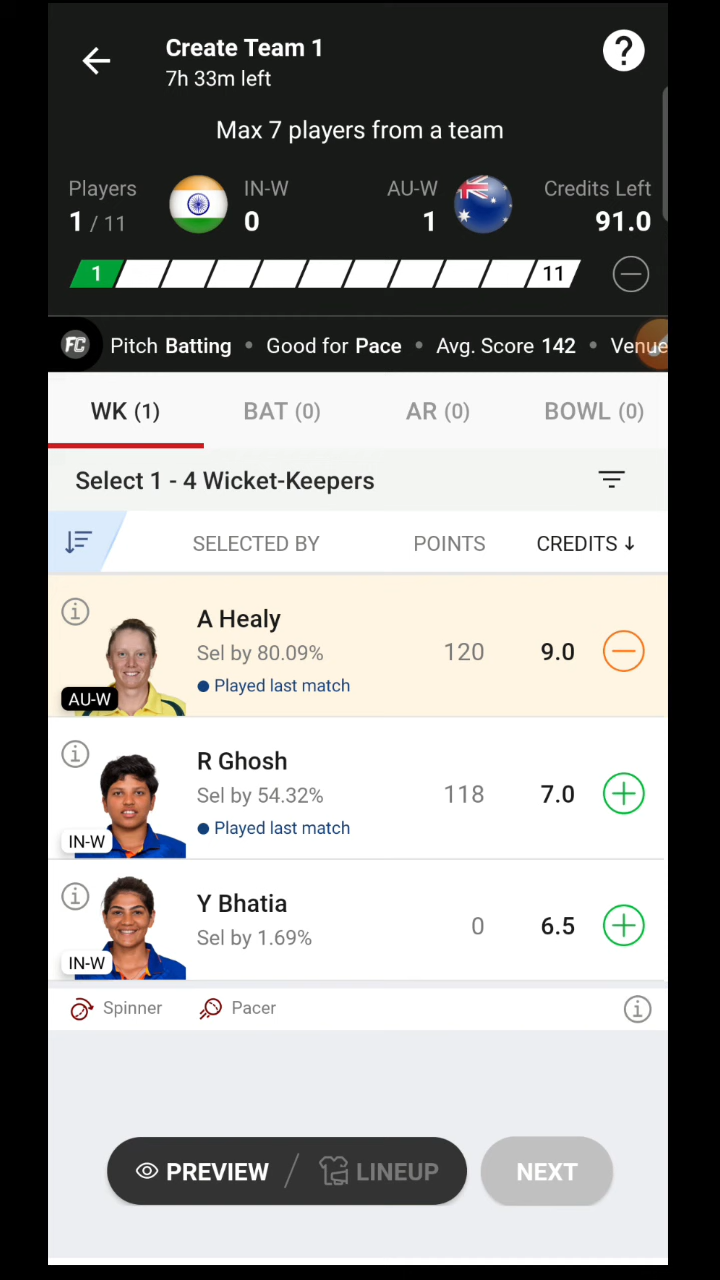 Create Team 1
7h 33m left
?
Max 7 players from a team
Players IN-W AU-W Credits Left
1 / 11 0 1 91.0
1 11
FC Pitch Batting • Good for Pace • Avg. Score 142 • Venue
WK (1) BAT (0) AR (0) BOWL (0)
Select 1 - 4 Wicket-Keepers
SELECTED BY POINTS CREDITS ↓
A Healy
Sel by 80.09% 120 9.0
Played last match
AU-W
R Ghosh
Sel by 54.32% 118 7.0
Played last match
IN-W
Y Bhatia
Sel by 1.69% 0 6.5
IN-W
Spinner Pacer
PREVIEW / LINEUP NEXT